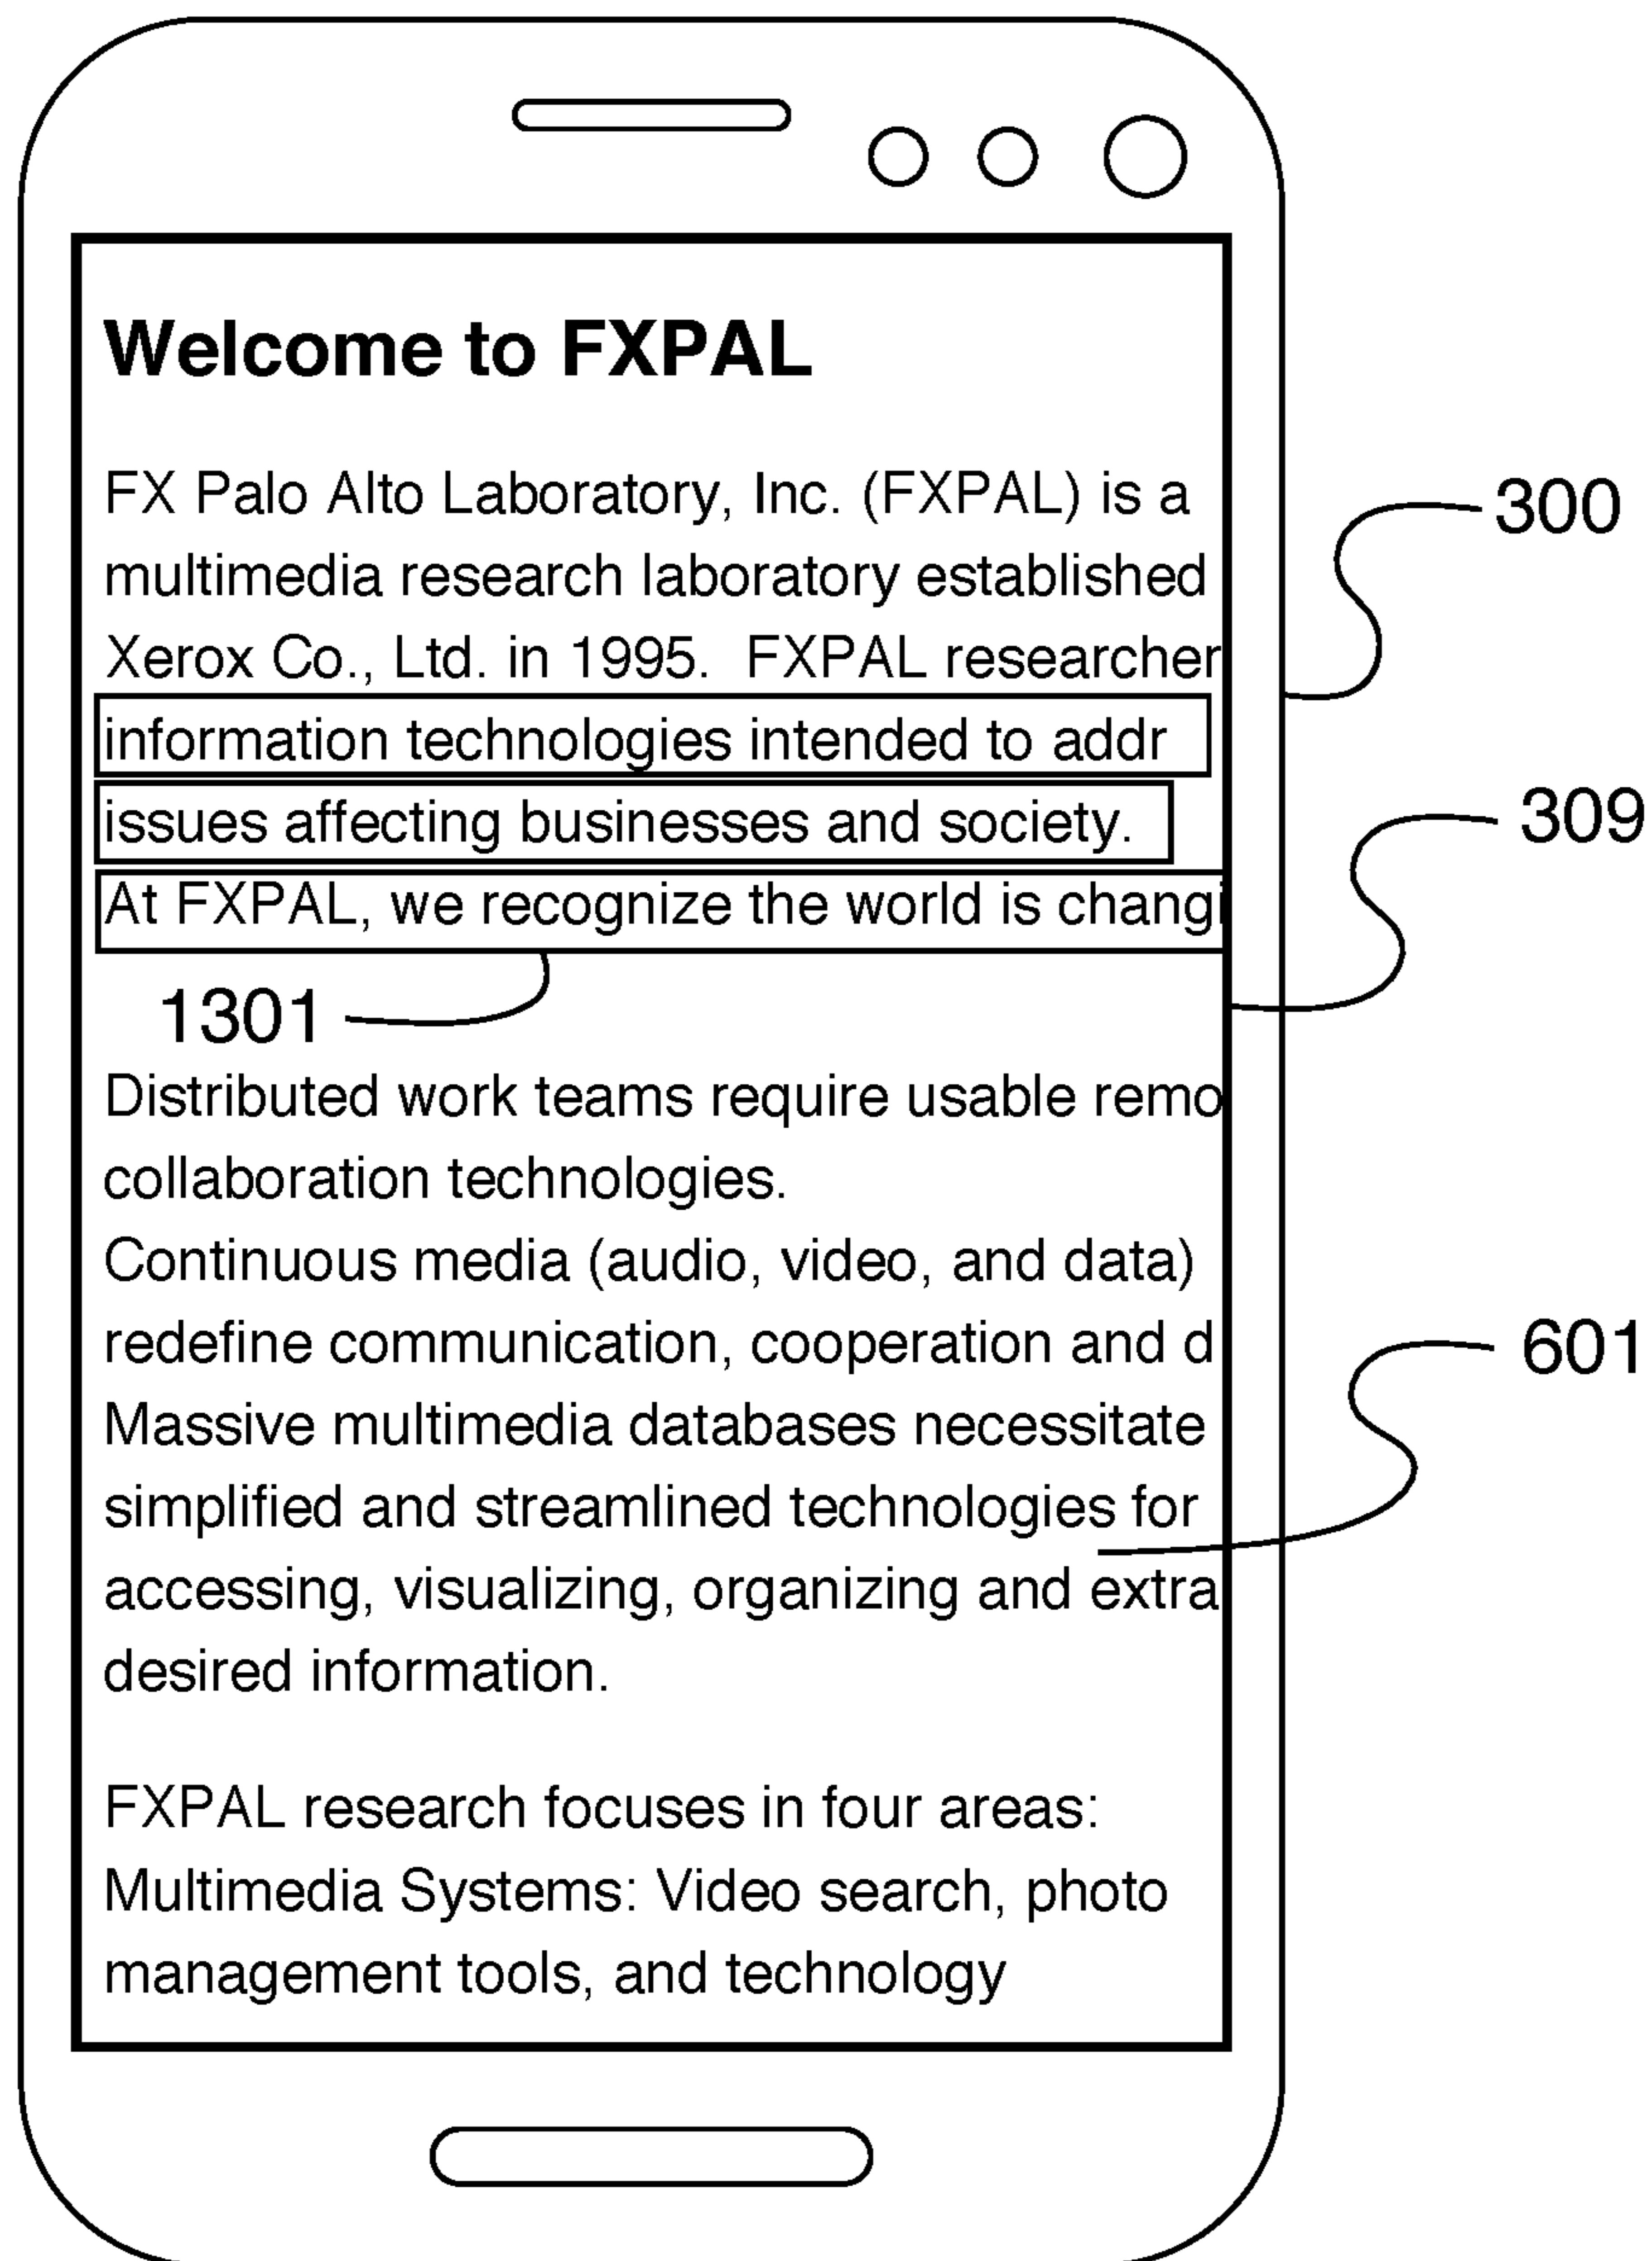 Welcome to FXPAL
FX Palo Alto Laboratory, Inc. (FXPAL) is a
multimedia research laboratory established
Xerox Co., Ltd. in 1995. FXPAL researcher
300
information technologies intended to addr
issues affecting businesses and society.
309
At FXPAL, we recognize the world is changi
1301
Distributed work teams require usable remo
collaboration technologies.
Continuous media (audio, video, and data)
redefine communication, cooperation and d
601
Massive multimedia databases necessitate
simplified and streamlined technologies for
accessing, visualizing, organizing and extra
desired information.
FXPAL research focuses in four areas:
Multimedia Systems: Video search, photo
management tools, and technology